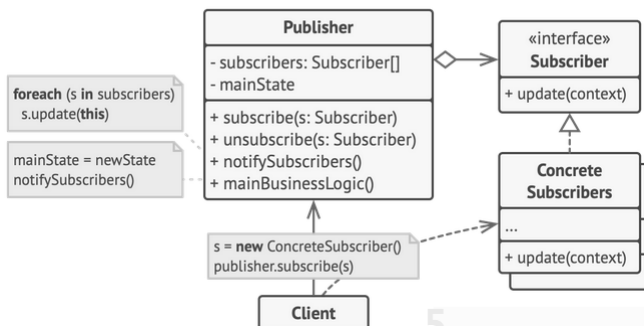 Publisher
- subscribers: Subscriber[]
- mainState
+ subscribe(s: Subscriber)
+ unsubscribe(s: Subscriber)
+ notifySubscribers()
+ mainBusinessLogic()
foreach (s in subscribers)
s.update(this)
mainState = newState
notifySubscribers()
«interface»
Subscriber
+ update(context)
Concrete
Subscribers
...
+ update(context)
s = new ConcreteSubscriber()
publisher.subscribe(s)
Client
5